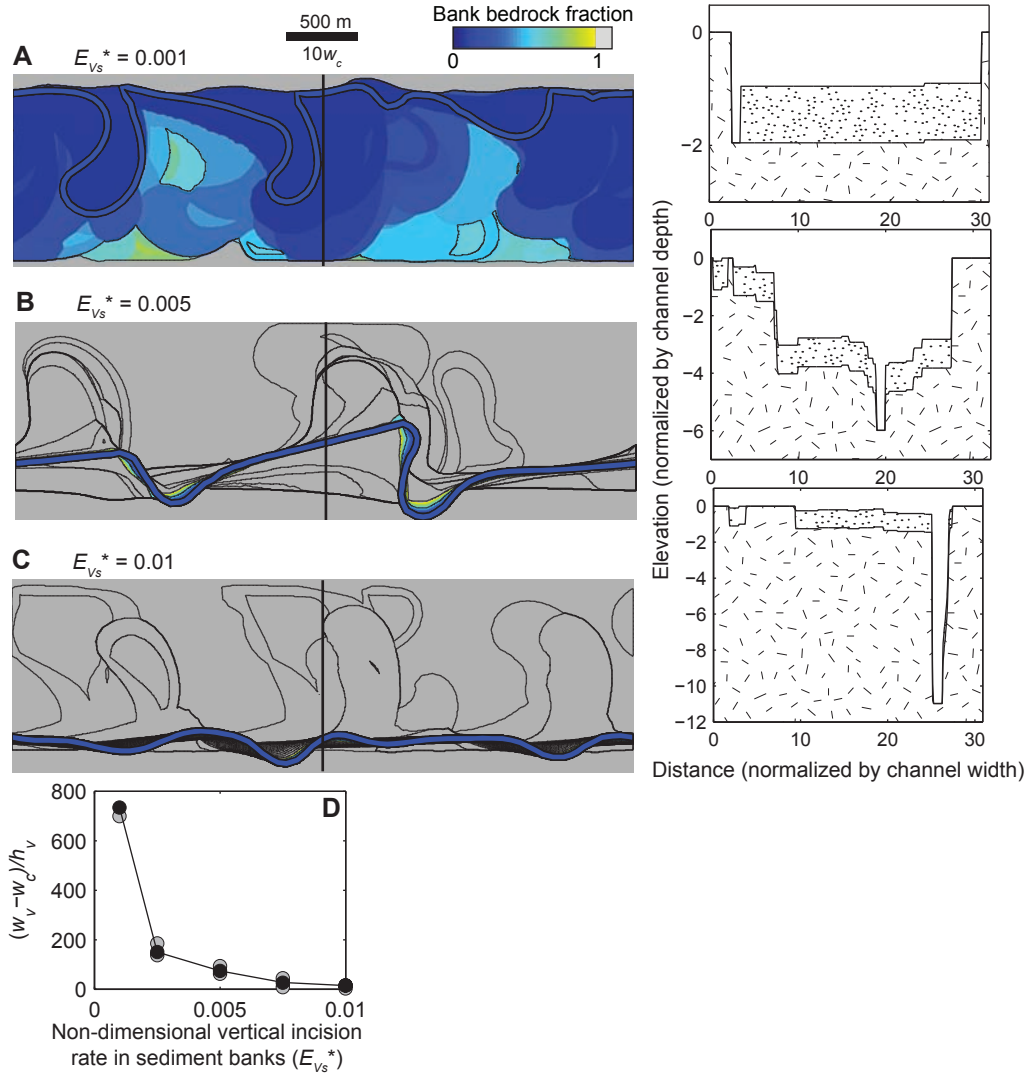 500 m
10w_c
Bank bedrock fraction
0 1
A E_Vs* = 0.001
B E_Vs* = 0.005
C E_Vs* = 0.01
0
−2
0 10 20 30
0
−2
−4
−6
0 10 20 30
0
−2
−4
−6
−8
−10
−12
0 10 20 30
Elevation (normalized by channel depth)
Distance (normalized by channel width)
D
800
600
400
200
0
(w_v−w_c)/h_v
0 0.005 0.01
Non-dimensional vertical incision
rate in sediment banks (E_Vs*)